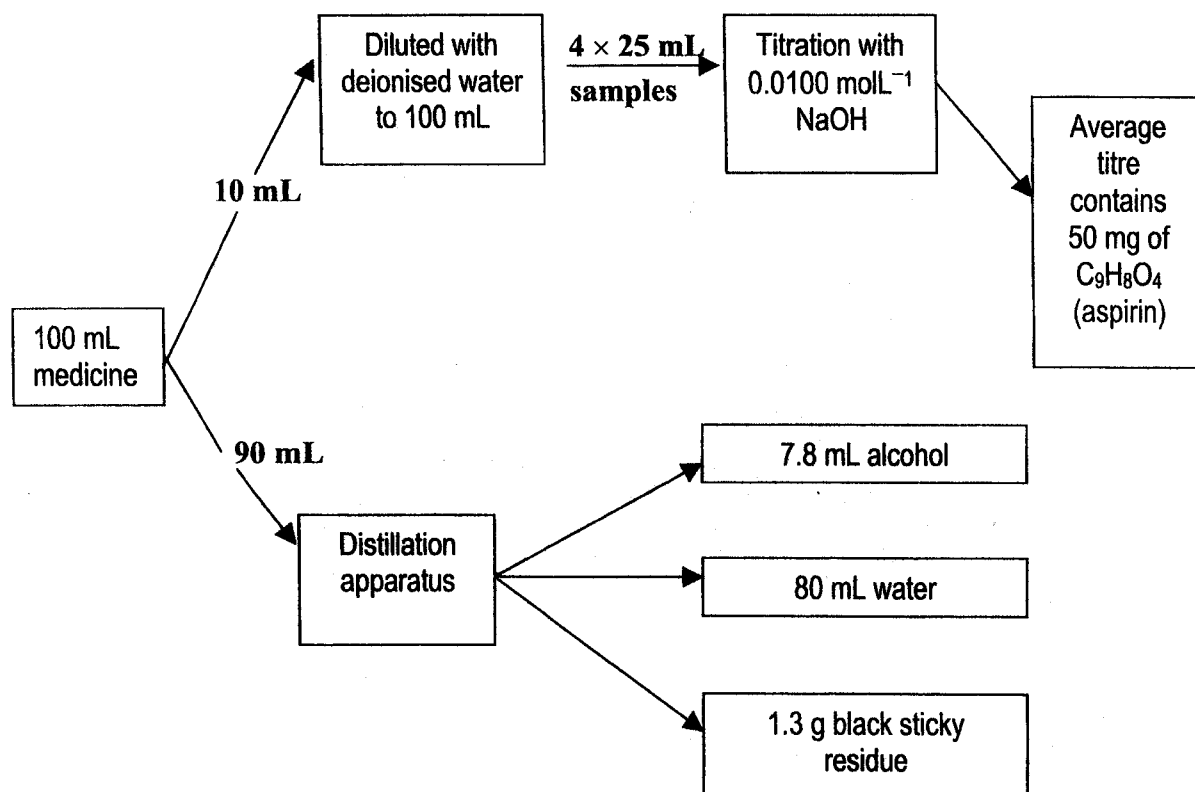 Diluted with
deionised water
to 100 mL
4 × 25 mL
samples
Titration with
0.0100 molL⁻¹
NaOH
Average
titre
contains
50 mg of
C₉H₈O₄
(aspirin)
10 mL
100 mL
medicine
90 mL
Distillation
apparatus
7.8 mL alcohol
80 mL water
1.3 g black sticky
residue